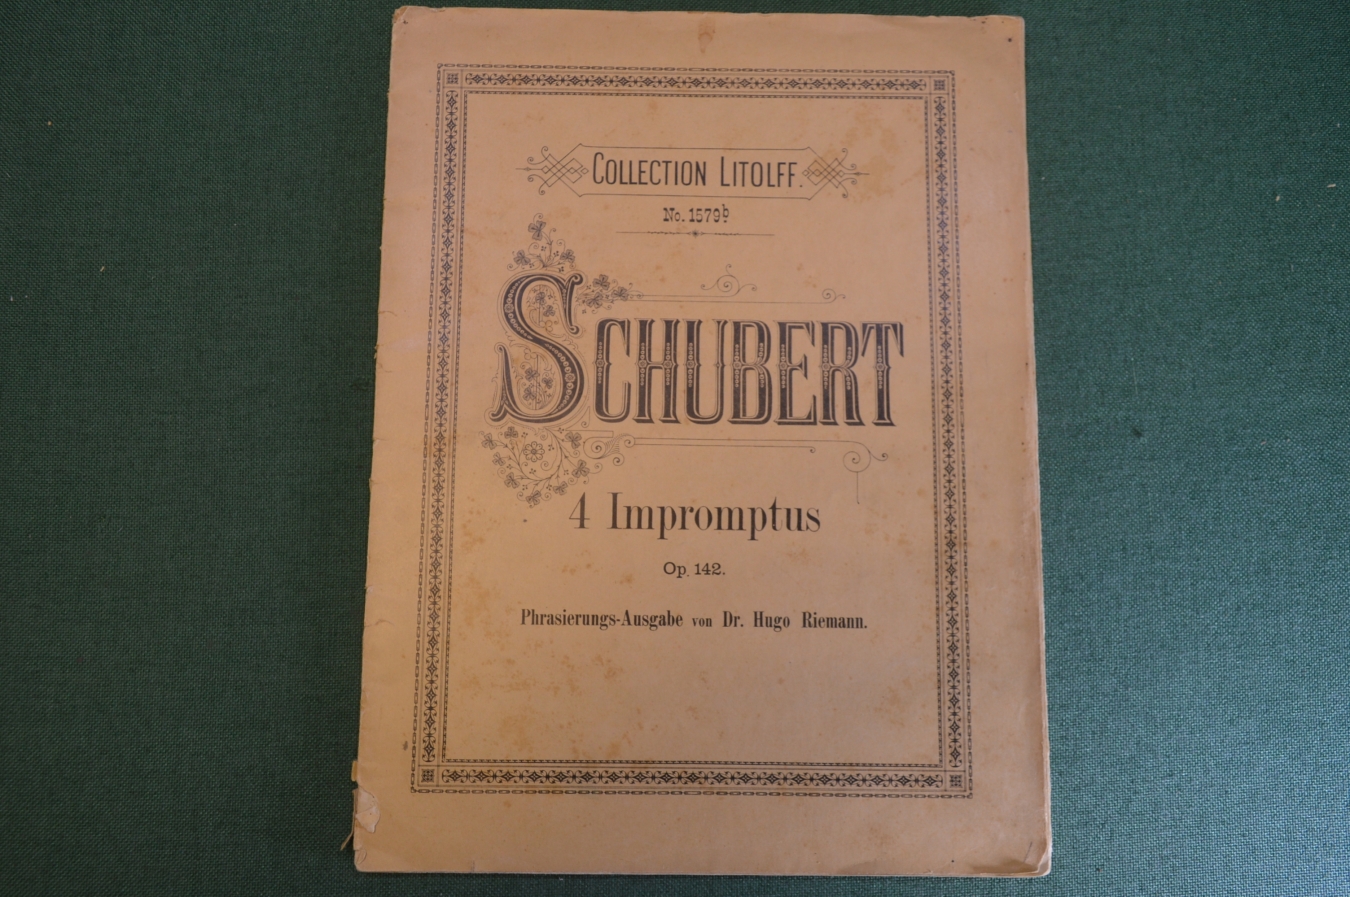 COLLECTION LITOLFF.
No. 1579b
SCHUBERT
4 Impromptus
Op. 142.
Phrasierungs-Ausgabe von Dr. Hugo Riemann.